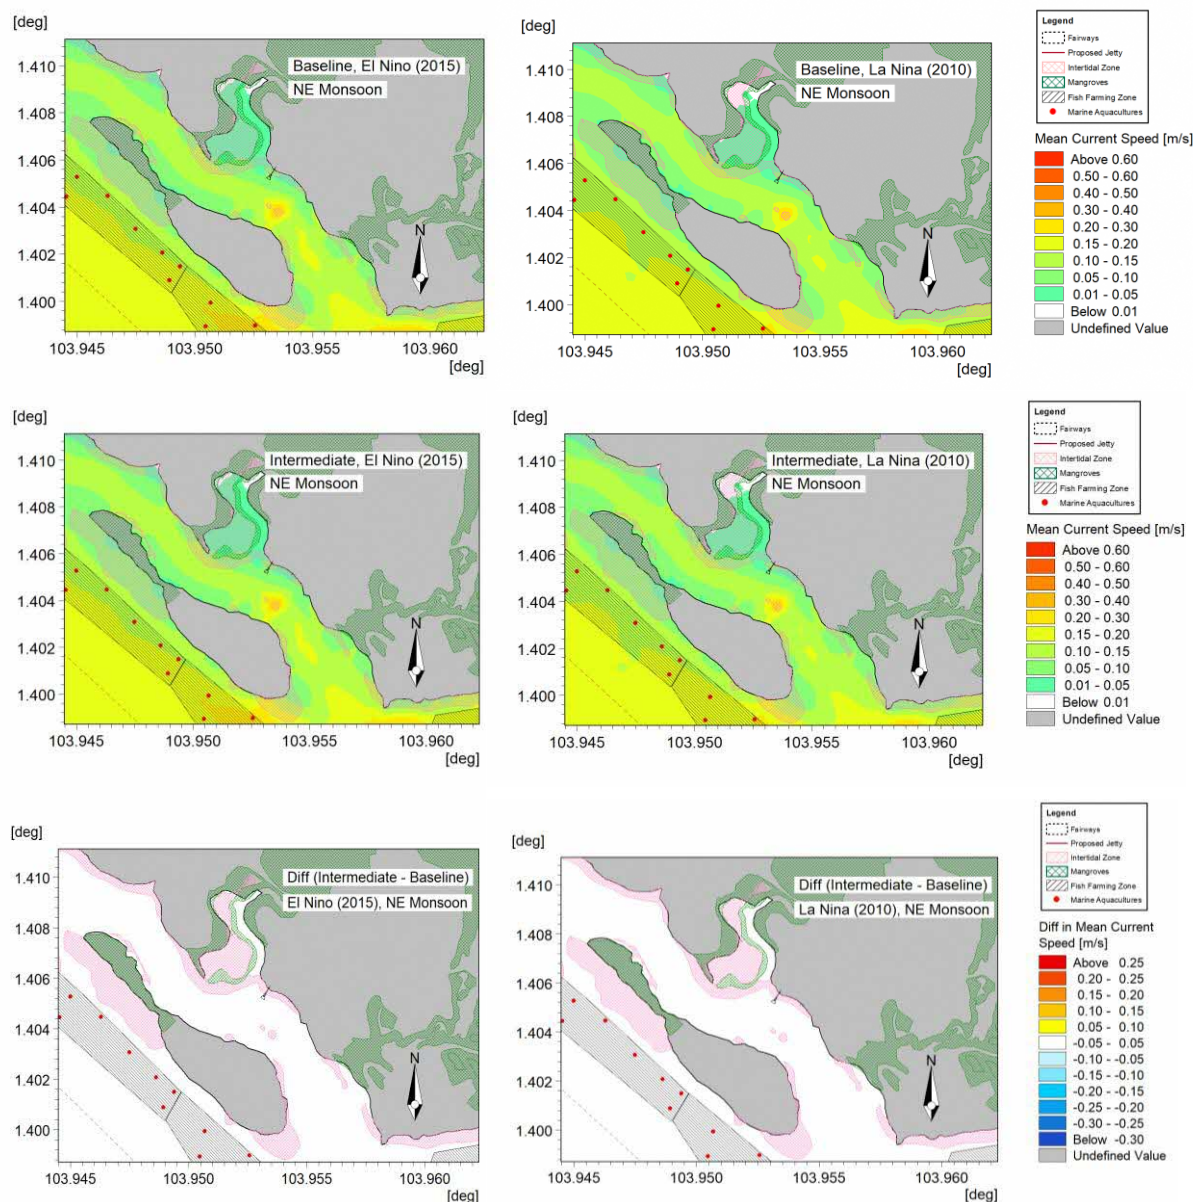 [deg]
1.410
1.408
1.406
1.404
1.402
1.400
Baseline, El Nino (2015)
NE Monsoon
N
103.945 103.950 103.955 103.960
[deg]
[deg]
1.410
1.408
1.406
1.404
1.402
1.400
Baseline, La Nina (2010)
NE Monsoon
N
103.945 103.950 103.955 103.960
[deg]
Legend
Fairways
Proposed Jetty
Intertidal Zone
Mangroves
Fish Farming Zone
Marine Aquacultures
Mean Current Speed [m/s]
Above 0.60
0.50 - 0.60
0.40 - 0.50
0.30 - 0.40
0.20 - 0.30
0.15 - 0.20
0.10 - 0.15
0.05 - 0.10
0.01 - 0.05
Below 0.01
Undefined Value
[deg]
1.410
1.408
1.406
1.404
1.402
1.400
Intermediate, El Nino (2015)
NE Monsoon
N
103.945 103.950 103.955 103.960
[deg]
[deg]
1.410
1.408
1.406
1.404
1.402
1.400
Intermediate, La Nina (2010)
NE Monsoon
N
103.945 103.950 103.955 103.960
[deg]
Legend
Fairways
Proposed Jetty
Intertidal Zone
Mangroves
Fish Farming Zone
Marine Aquacultures
Mean Current Speed [m/s]
Above 0.60
0.50 - 0.60
0.40 - 0.50
0.30 - 0.40
0.20 - 0.30
0.15 - 0.20
0.10 - 0.15
0.05 - 0.10
0.01 - 0.05
Below 0.01
Undefined Value
[deg]
1.410
1.408
1.406
1.404
1.402
1.400
Diff (Intermediate - Baseline)
El Nino (2015), NE Monsoon
N
103.945 103.950 103.955 103.960
[deg]
[deg]
1.410
1.408
1.406
1.404
1.402
1.400
Diff (Intermediate - Baseline)
La Nina (2010), NE Monsoon
N
103.945 103.950 103.955 103.960
[deg]
Legend
Fairways
Proposed Jetty
Intertidal Zone
Mangroves
Fish Farming Zone
Marine Aquacultures
Diff in Mean Current
Speed [m/s]
Above 0.25
0.20 - 0.25
0.15 - 0.20
0.10 - 0.15
0.05 - 0.10
-0.05 - 0.05
-0.10 - -0.05
-0.15 - -0.10
-0.20 - -0.15
-0.25 - -0.20
-0.30 - -0.25
Below -0.30
Undefined Value